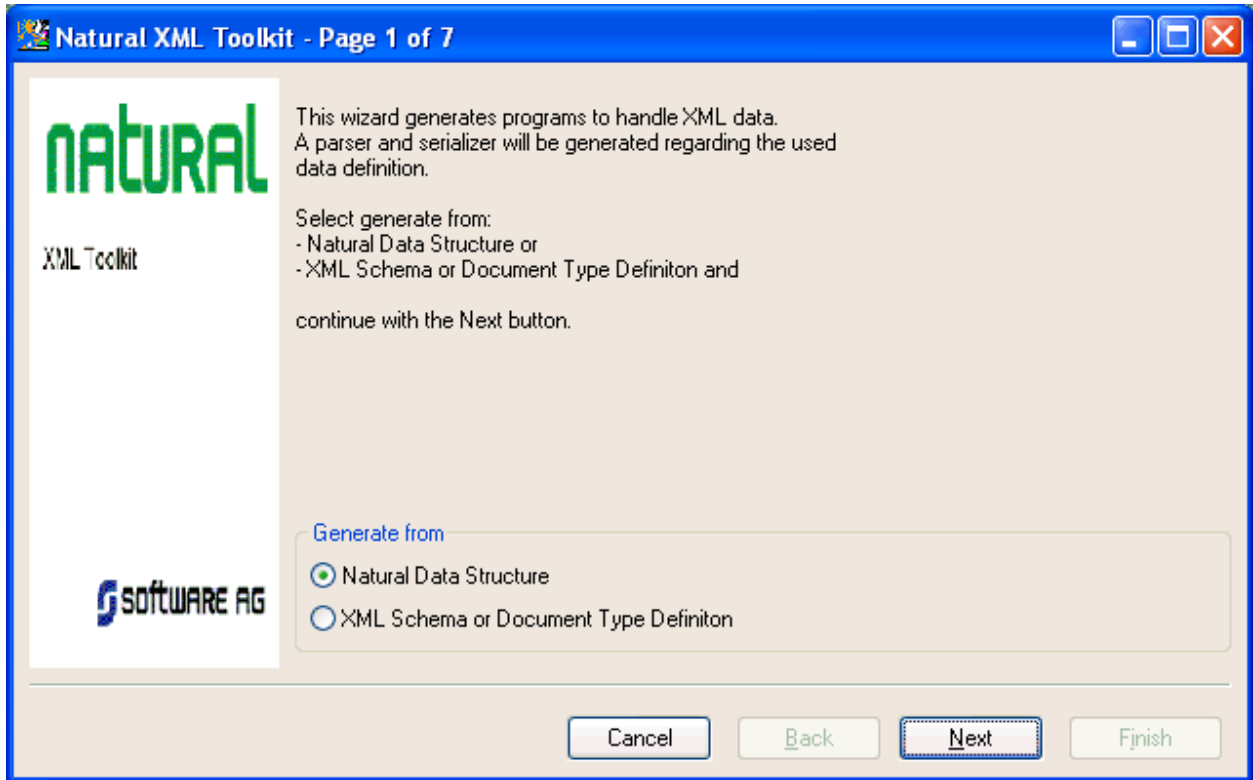 Natural XML Toolkit - Page 1 of 7
natural
XML Toolkit
This wizard generates programs to handle XML data.
A parser and serializer will be generated regarding the used
data definition.
Select generate from:
- Natural Data Structure or
- XML Schema or Document Type Definiton and
continue with the Next button.
Generate from
Natural Data Structure
XML Schema or Document Type Definiton
software AG
Cancel
Back
Next
Finish